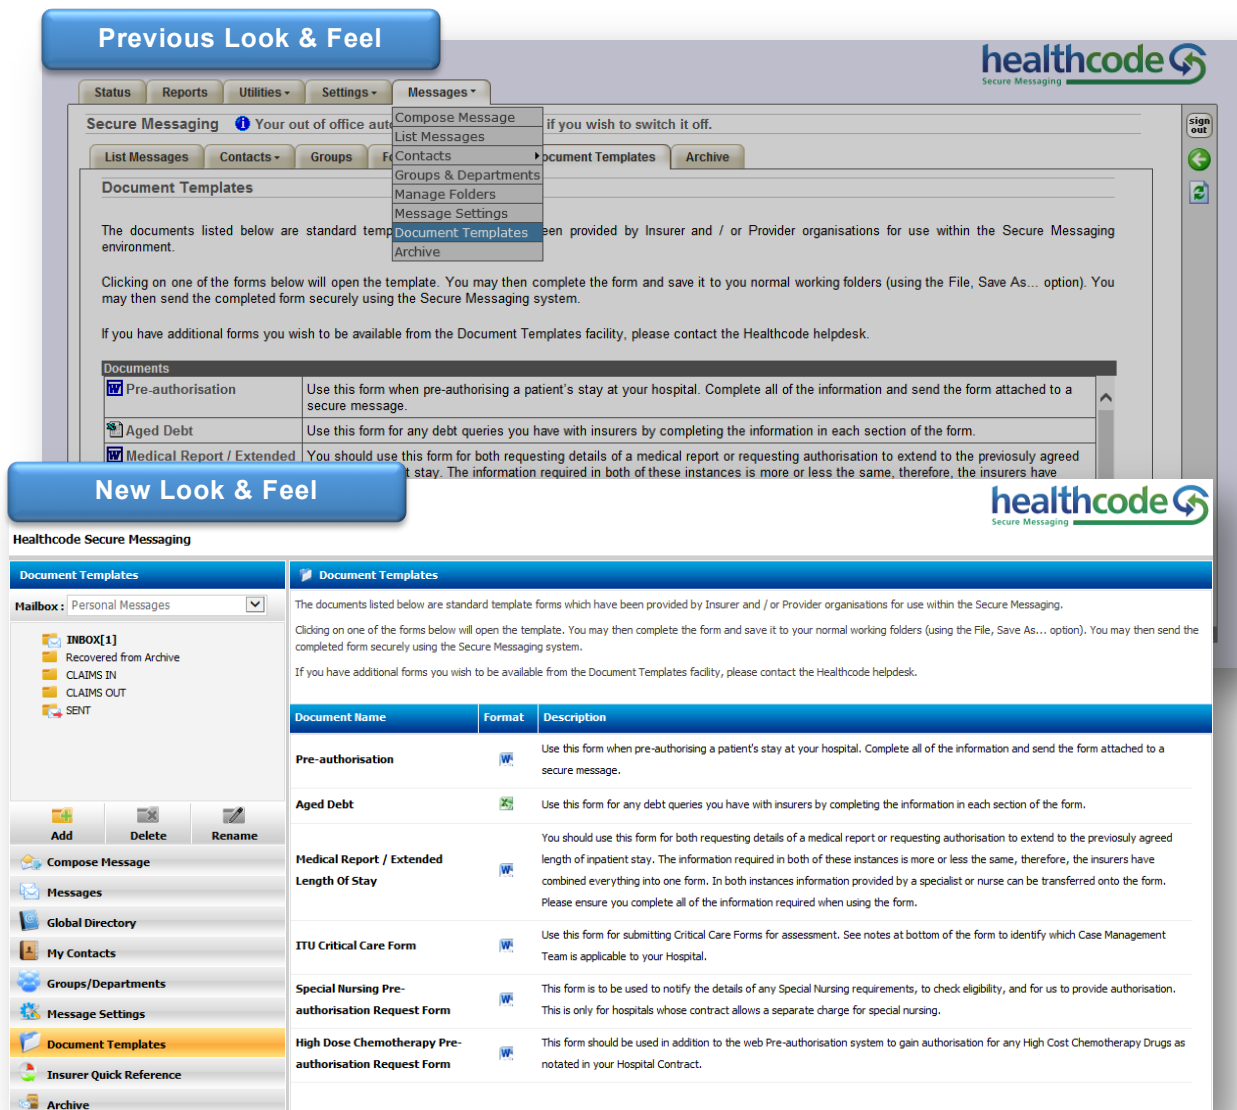 Previous Look & Feel
healthcode
Secure Messaging
Status Reports Utilities Settings Messages
Secure Messaging Your out of office aut if you wish to switch it off.
sign out
Compose Message
List Messages
Contacts
Groups & Departments
Manage Folders
Message Settings
Document Templates
Archive
List Messages Contacts Groups Document Templates Archive
Document Templates
The documents listed below are standard temp een provided by Insurer and / or Provider organisations for use within the Secure Messaging
environment.
Clicking on one of the forms below will open the template. You may then complete the form and save it to you normal working folders (using the File, Save As... option). You
may then send the completed form securely using the Secure Messaging system.
If you have additional forms you wish to be available from the Document Templates facility, please contact the Healthcode helpdesk.
Documents
Pre-authorisation Use this form when pre-authorising a patient's stay at your hospital. Complete all of the information and send the form attached to a
secure message.
Aged Debt Use this form for any debt queries you have with insurers by completing the information in each section of the form.
Medical Report / Extended You should use this form for both requesting details of a medical report or requesting authorisation to extend to the previosuly agreed
t stay. The information required in both of these instances is more or less the same, therefore, the insurers have
New Look & Feel
healthcode
Secure Messaging
Healthcode Secure Messaging
Document Templates
Mailbox : Personal Messages
INBOX[1]
Recovered from Archive
CLAIMS IN
CLAIMS OUT
SENT
Add Delete Rename
Compose Message
Messages
Global Directory
My Contacts
Groups/Departments
Message Settings
Document Templates
Insurer Quick Reference
Archive
Document Templates
The documents listed below are standard template forms which have been provided by Insurer and / or Provider organisations for use within the Secure Messaging.
Clicking on one of the forms below will open the template. You may then complete the form and save it to your normal working folders (using the File, Save As... option). You may then send the
completed form securely using the Secure Messaging system.
If you have additional forms you wish to be available from the Document Templates facility, please contact the Healthcode helpdesk.
Document Name Format Description
Pre-authorisation
Use this form when pre-authorising a patient's stay at your hospital. Complete all of the information and send the form attached to a
secure message.
Aged Debt Use this form for any debt queries you have with insurers by completing the information in each section of the form.
Medical Report / Extended
Length Of Stay
You should use this form for both requesting details of a medical report or requesting authorisation to extend to the previosuly agreed
length of inpatient stay. The information required in both of these instances is more or less the same, therefore, the insurers have
combined everything into one form. In both instances information provided by a specialist or nurse can be transferred onto the form.
Please ensure you complete all of the information required when using the form.
ITU Critical Care Form
Use this form for submitting Critical Care Forms for assessment. See notes at bottom of the form to identify which Case Management
Team is applicable to your Hospital.
Special Nursing Pre-
authorisation Request Form
This form is to be used to notify the details of any Special Nursing requirements, to check eligibility, and for us to provide authorisation.
This is only for hospitals whose contract allows a separate charge for special nursing.
High Dose Chemotherapy Pre-
authorisation Request Form
This form should be used in addition to the web Pre-authorisation system to gain authorisation for any High Cost Chemotherapy Drugs as
notated in your Hospital Contract.